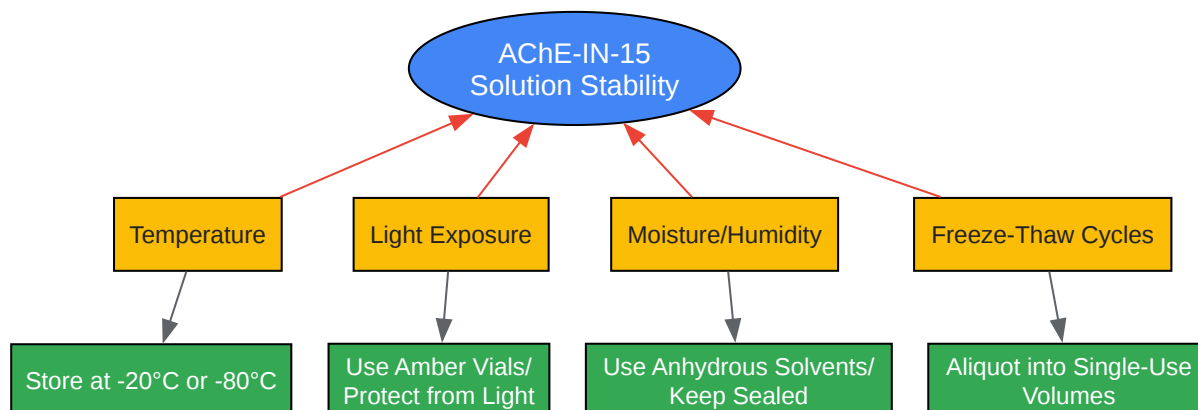 AChE-IN-15
Solution Stability
Temperature
Light Exposure
Moisture/Humidity
Freeze-Thaw Cycles
Store at -20°C or -80°C
Use Amber Vials/
Protect from Light
Use Anhydrous Solvents/
Keep Sealed
Aliquot into Single-Use
Volumes